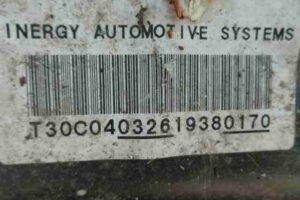 INERGY AUTOMOTIVE SYSTEMS
T30C04032619380170